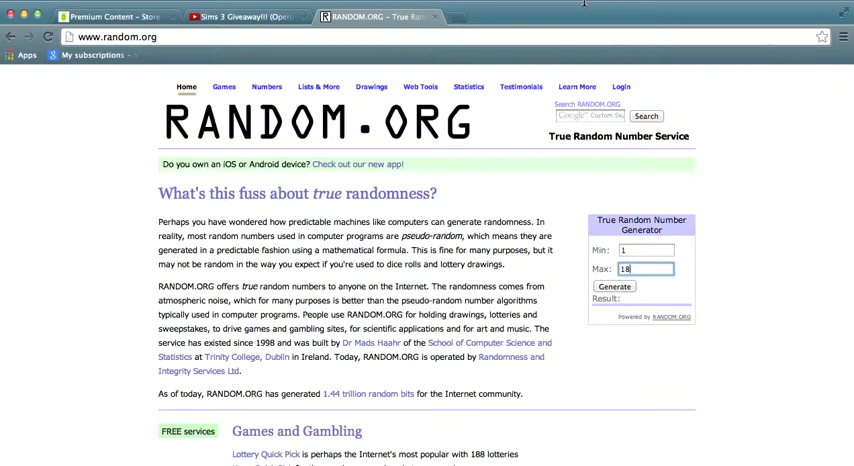 Premium Content - Store
Sims 3 Giveaway!!! (Open
RANDOM.ORG - True Ran
www.random.org
Apps
My subscriptions -
Home Games Numbers Lists & More Drawings Web Tools Statistics Testimonials Learn More Login
RANDOM.ORG
Search RANDOM.ORG
Google Custom Sea
Search
True Random Number Service
Do you own an iOS or Android device? Check out our new app!
What's this fuss about true randomness?
Perhaps you have wondered how predictable machines like computers can generate randomness. In
reality, most random numbers used in computer programs are pseudo-random, which means they are
generated in a predictable fashion using a mathematical formula. This is fine for many purposes, but it
may not be random in the way you expect if you're used to dice rolls and lottery drawings.
RANDOM.ORG offers true random numbers to anyone on the Internet. The randomness comes from
atmospheric noise, which for many purposes is better than the pseudo-random number algorithms
typically used in computer programs. People use RANDOM.ORG for holding drawings, lotteries and
sweepstakes, to drive games and gambling sites, for scientific applications and for art and music. The
service has existed since 1998 and was built by Dr Mads Haahr of the School of Computer Science and
Statistics at Trinity College, Dublin in Ireland. Today, RANDOM.ORG is operated by Randomness and
Integrity Services Ltd.
As of today, RANDOM.ORG has generated 1.44 trillion random bits for the Internet community.
True Random Number
Generator
Min: 1
Max: 18
Generate
Result:
Powered by RANDOM.ORG
FREE services
Games and Gambling
Lottery Quick Pick is perhaps the Internet's most popular with 188 lotteries